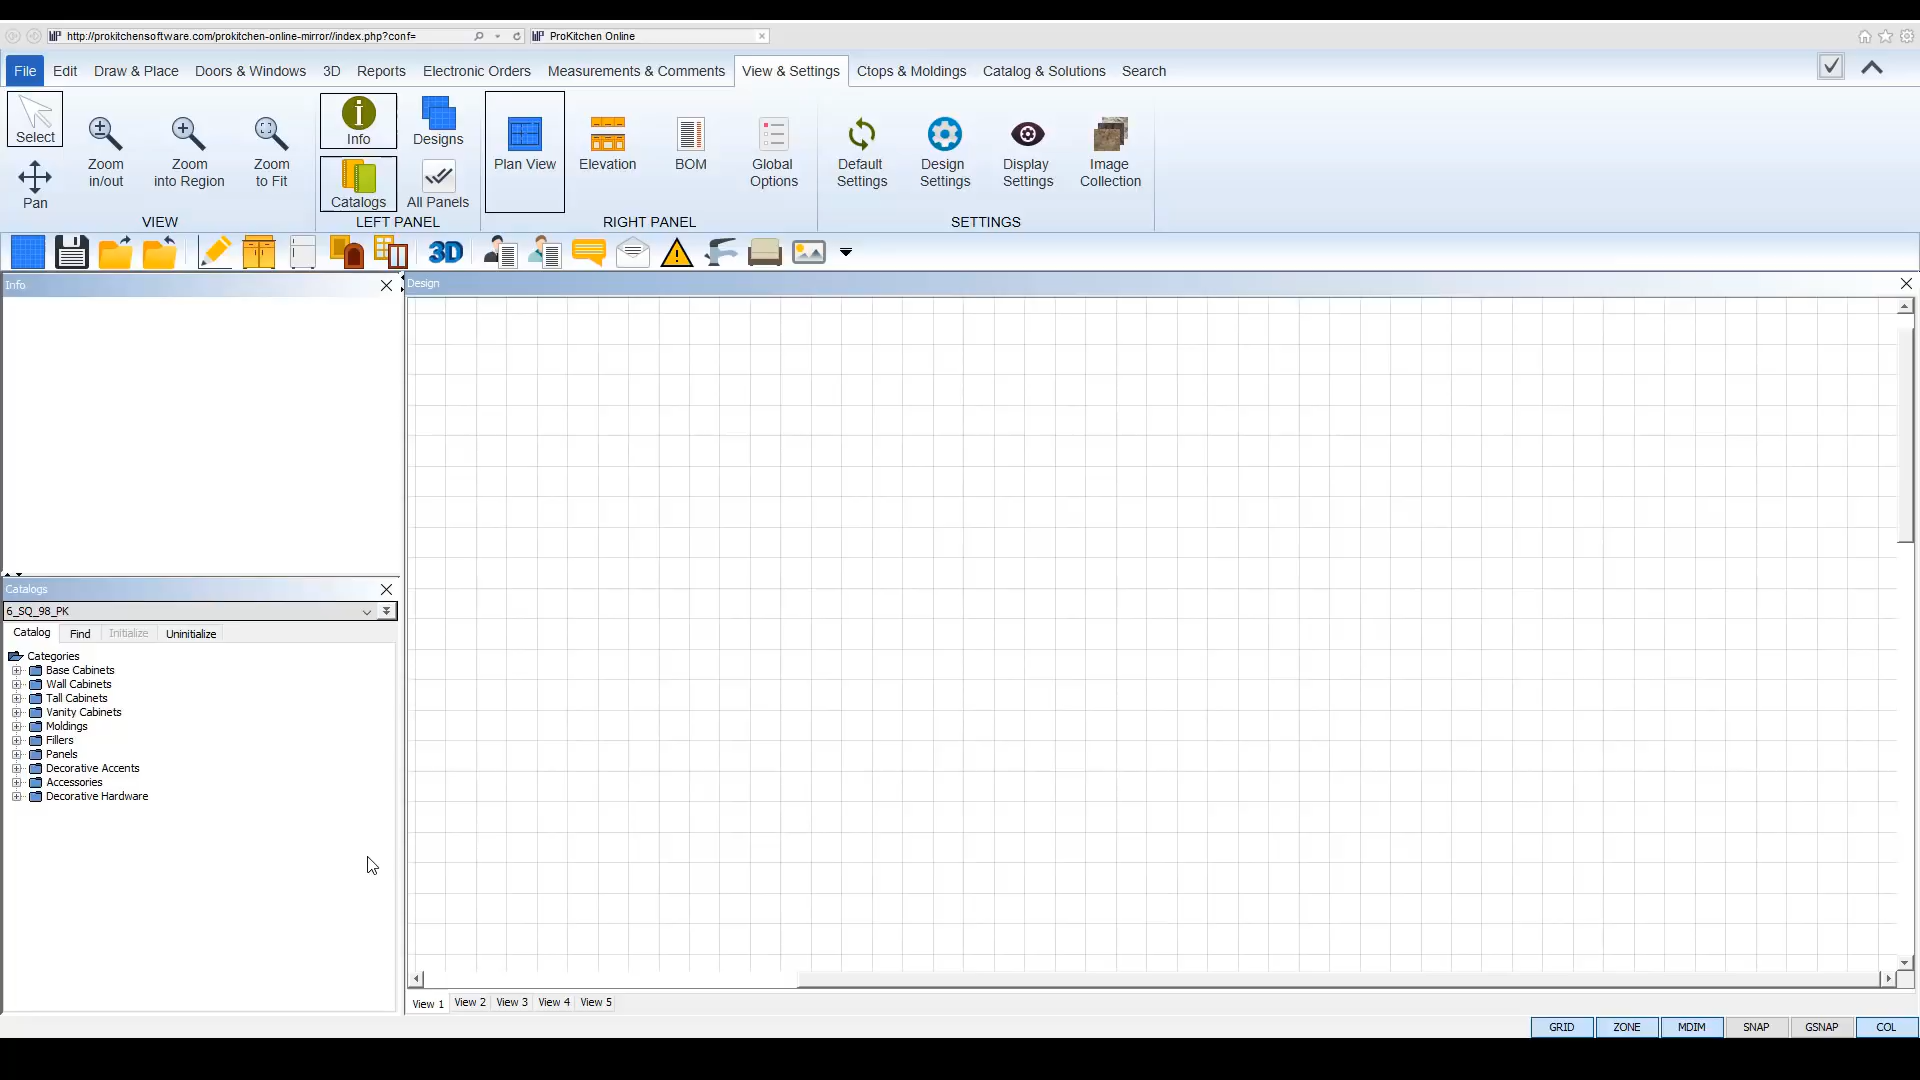 http://prokitchensoftware.com/prokitchen-online-mirror//index.php?conf=
ProKitchen Online
File
Edit
Draw & Place
Doors & Windows
3D
Reports
Electronic Orders
Measurements & Comments
View & Settings
Ctops & Moldings
Catalog & Solutions
Search
Select
Pan
Zoom
in/out
Zoom
into Region
Zoom
to Fit
VIEW
Info
Designs
Catalogs
All Panels
LEFT PANEL
Plan View
Elevation
BOM
Global
Options
RIGHT PANEL
Default
Settings
Design
Settings
Display
Settings
Image
Collection
SETTINGS
3D
Info
Design
Catalogs
6_SQ_98_PK
Catalog
Find
Initialize
Uninitialize
Categories
Base Cabinets
Wall Cabinets
Tall Cabinets
Vanity Cabinets
Moldings
Fillers
Panels
Decorative Accents
Accessories
Decorative Hardware
View 1
View 2
View 3
View 4
View 5
GRID
ZONE
MDIM
SNAP
GSNAP
COL